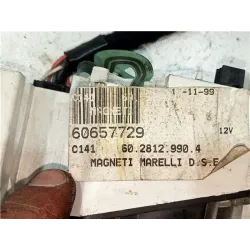 -11-99
60657729
12V
C141 60.2812.990.4
MAGNETI MARELLI D.S.E